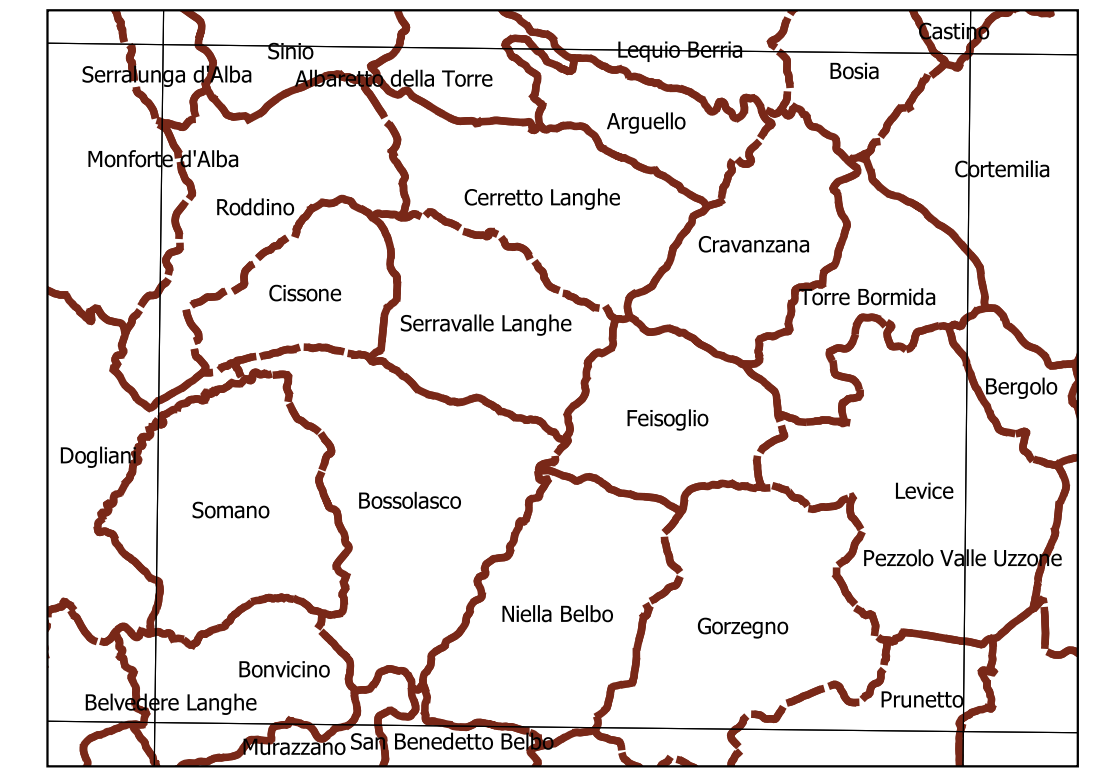 Castino
Sinio
Lequio Berria
Serralunga d'Alba
Albaretto della Torre
Bosia
Arguello
Monforte d'Alba
Cortemilia
Roddino
Cerretto Langhe
Cravanzana
Cissone
Torre Bormida
Serravalle Langhe
Bergolo
Feisoglio
Dogliani
Levice
Somano
Bossolasco
Pezzolo Valle Uzzone
Niella Belbo
Gorzegno
Bonvicino
Belvedere Langhe
Prunetto
Murazzano
San Benedetto Belbo